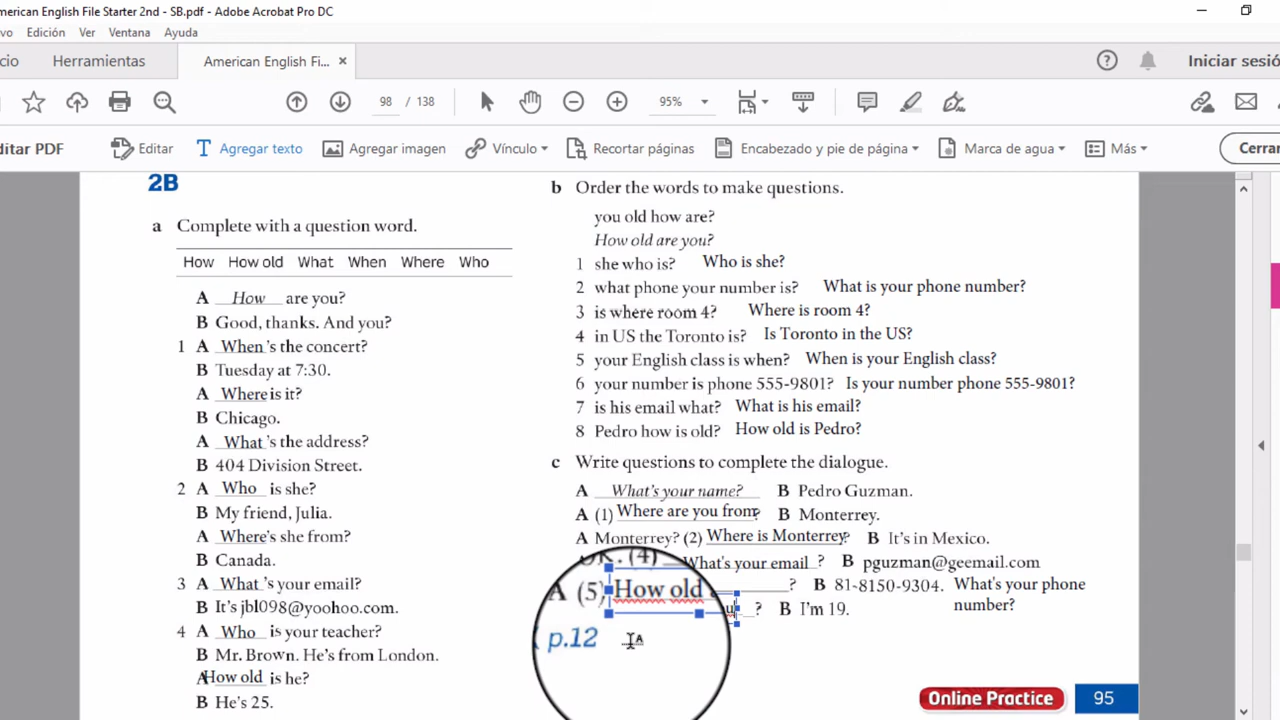 merican English File Starter 2nd - SB.pdf - Adobe Acrobat Pro DC
vo Edición Ver Ventana Ayuda
cio Herramientas American English Fi... × Iniciar sesió
98 / 138 95%
ditar PDF Editar Agregar texto Agregar imagen Vínculo Recortar páginas Encabezado y pie de página Marca de agua Más Cerrar
2B
a Complete with a question word.
How How old What When Where Who
A How are you?
B Good, thanks. And you?
1 A When's the concert?
B Tuesday at 7:30.
A Where is it?
B Chicago.
A What's the address?
B 404 Division Street.
2 A Who is she?
B My friend, Julia.
A Where's she from?
B Canada.
3 A What's your email?
B It's jbl098@yoohoo.com.
4 A Who is your teacher?
B Mr. Brown. He's from London.
A How old is he?
B He's 25.
b Order the words to make questions.
you old how are?
How old are you?
1 she who is? Who is she?
2 what phone your number is? What is your phone number?
3 is where room 4? Where is room 4?
4 in US the Toronto is? Is Toronto in the US?
5 your English class is when? When is your English class?
6 your number is phone 555-9801? Is your number phone 555-9801?
7 is his email what? What is his email?
8 Pedro how is old? How old is Pedro?
c Write questions to complete the dialogue.
A What's your name? B Pedro Guzman.
A (1) Where are you from? B Monterrey.
A Monterrey? (2) Where is Monterrey? B It's in Mexico.
What's your email ? B pguzman@geemail.com
OK. (4) ? B 81-8150-9304. What's your phone
number?
A (5) How old ? B I'm 19.
p.12
Online Practice 95